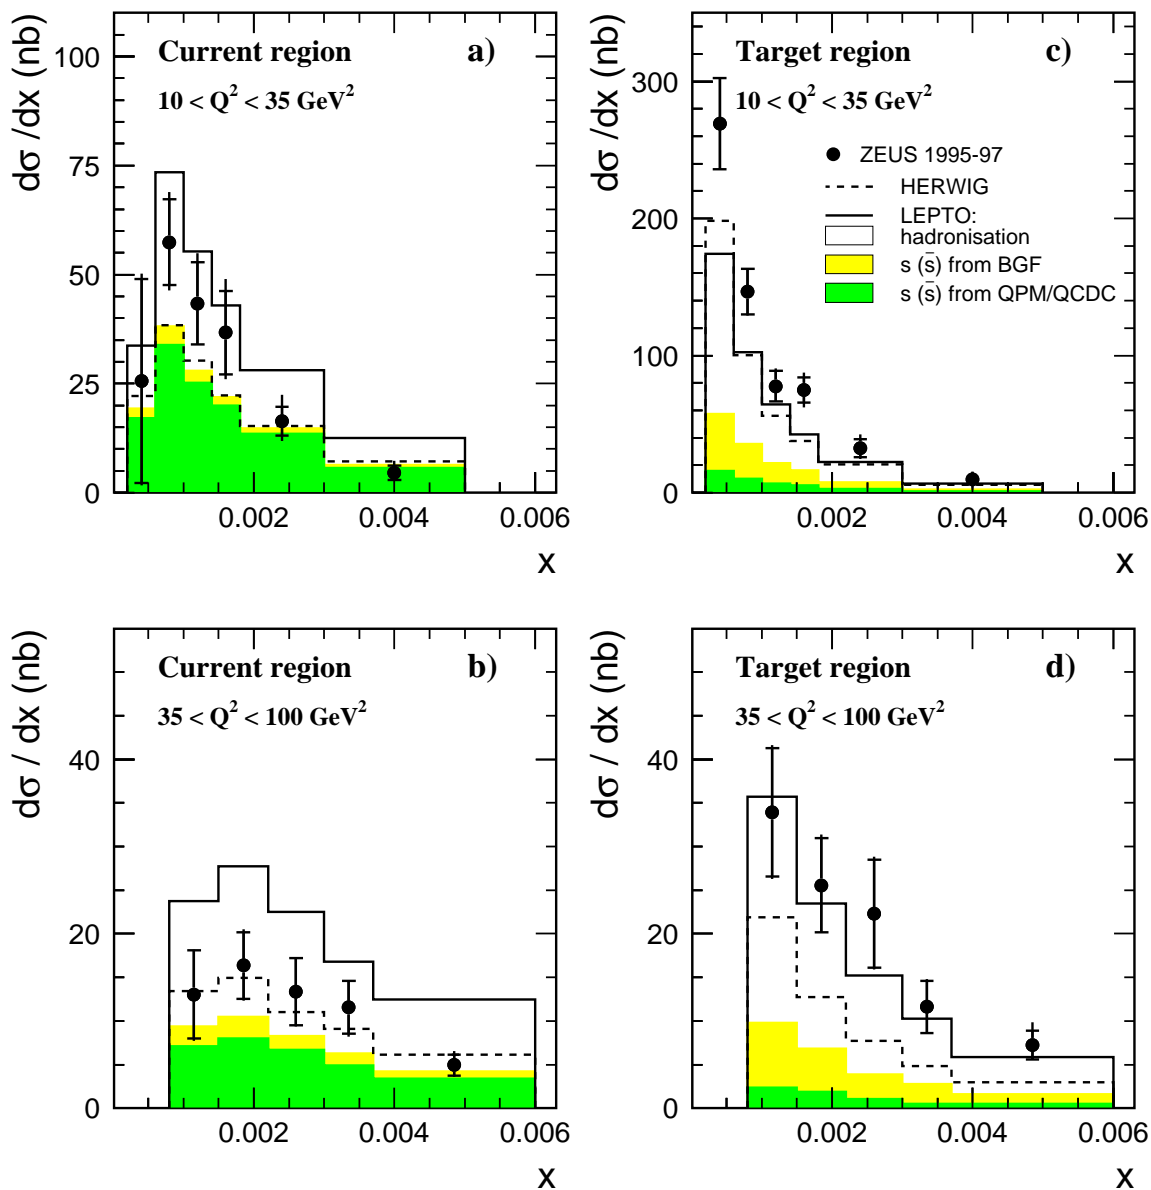 dσ /dx (nb)
Current region a)
10 < Q² < 35 GeV²
100
75
50
25
0
0.002 0.004 0.006
x
dσ /dx (nb)
Target region c)
10 < Q² < 35 GeV²
ZEUS 1995-97
HERWIG
LEPTO:
hadronisation
s (s̄) from BGF
s (s̄) from QPM/QCDC
300
200
100
0
0.002 0.004 0.006
x
dσ / dx (nb)
Current region b)
35 < Q² < 100 GeV²
40
20
0
0.002 0.004 0.006
x
dσ / dx (nb)
Target region d)
35 < Q² < 100 GeV²
40
20
0
0.002 0.004 0.006
x